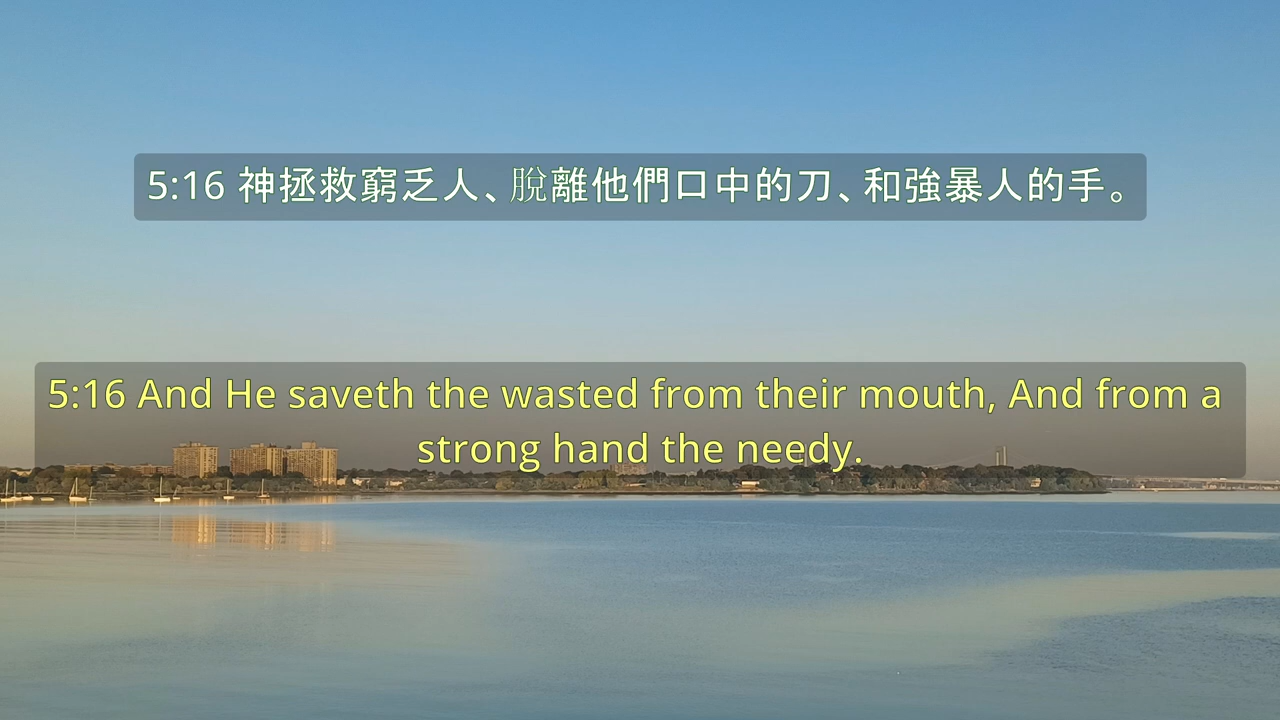 5:16 神拯救窮乏人、脫離他們口中的刀、和強暴人的手。
5:16 And He saveth the wasted from their mouth, And from a
strong hand the needy.